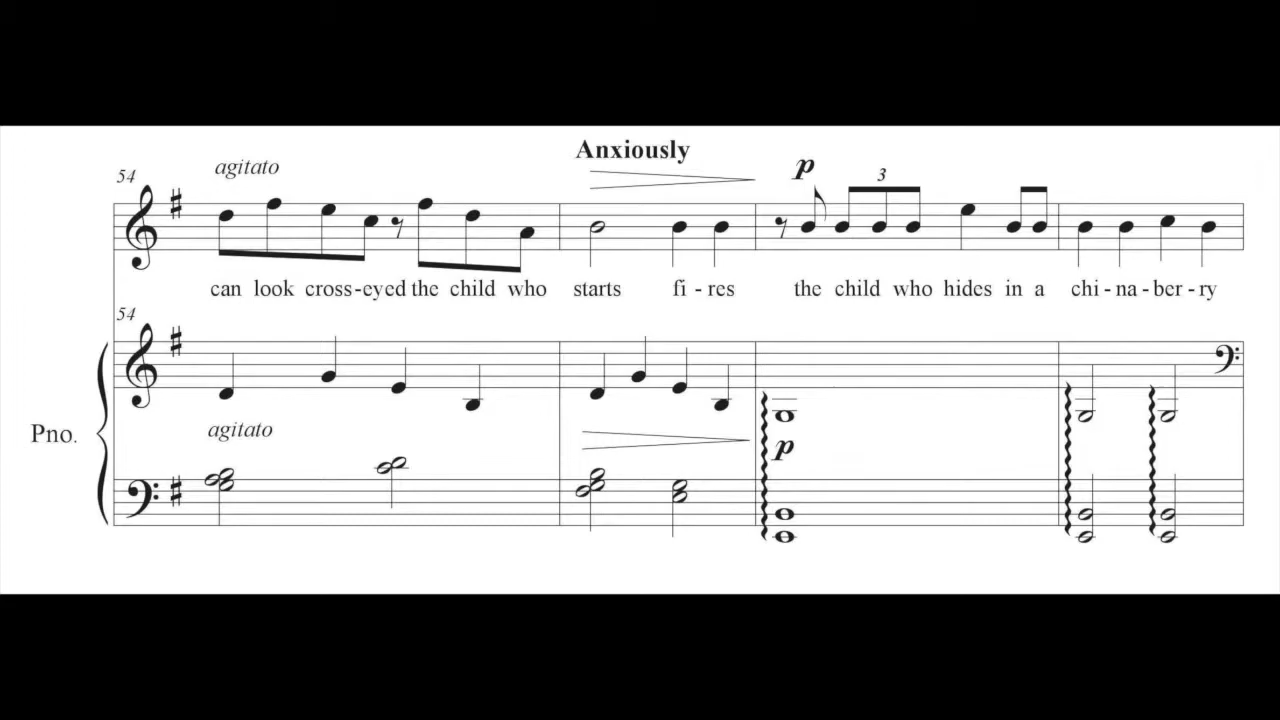 Anxiously
54 agitato p 3
can look cross-eyed the child who starts fi - res the child who hides in a chi - na - ber - ry
54
Pno. agitato p